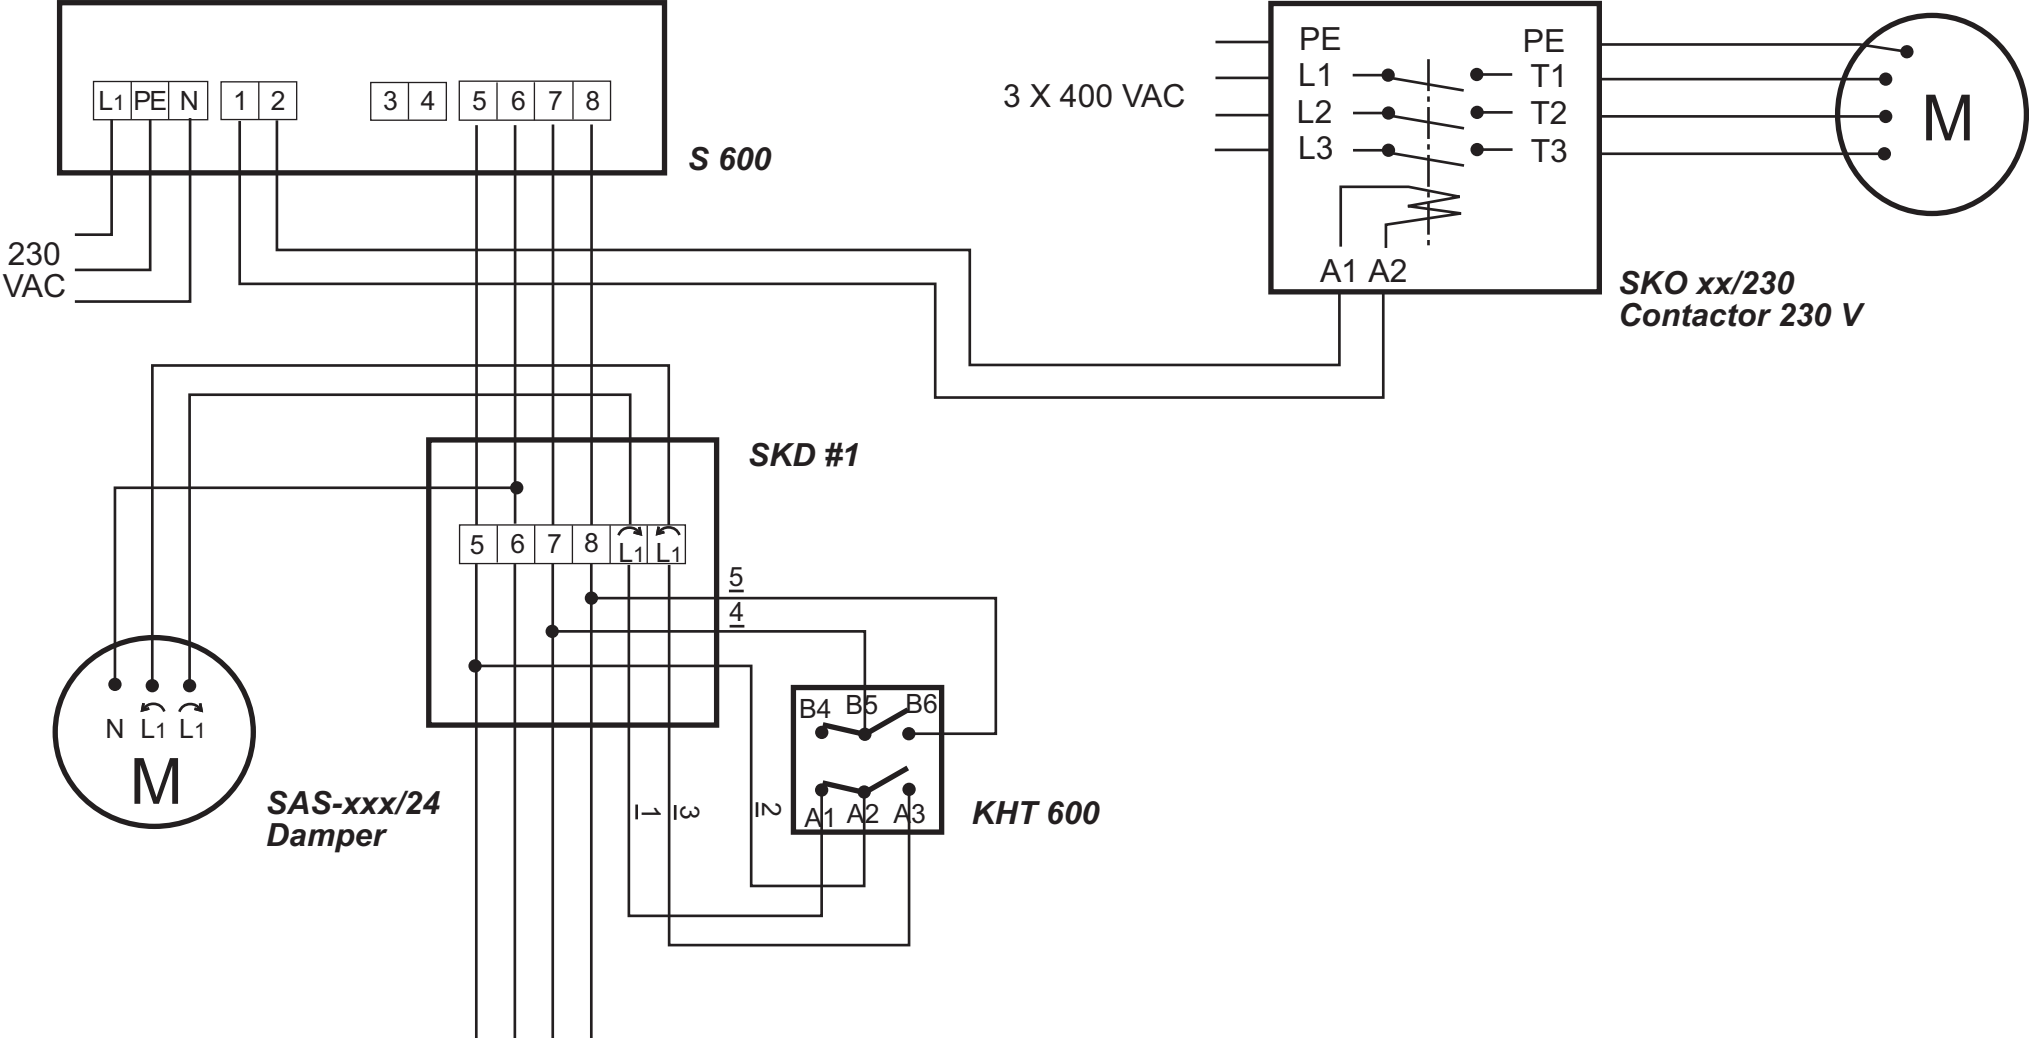 L1 PE N 1 2 3 4 5 6 7 8
S 600
230
VAC
3 X 400 VAC
PE PE
L1 T1
L2 T2
L3 T3
M
A1 A2
SKO xx/230
Contactor 230 V
SKD #1
5 6 7 8 L1 L1
5
4
1 3 2
B4 B5 B6
A1 A2 A3
KHT 600
N L1 L1
M
SAS-xxx/24
Damper